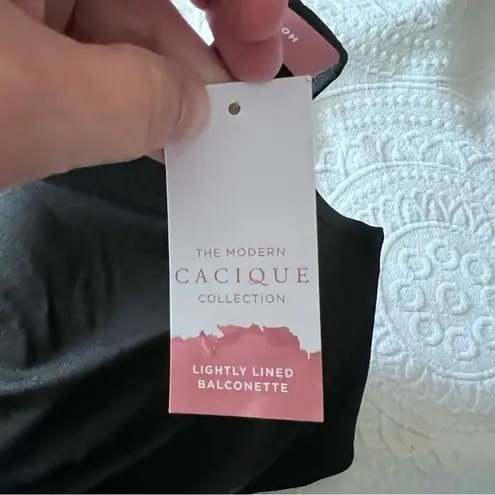 THE MODERN
CACIQUE
COLLECTION
LIGHTLY LINED
BALCONETTE